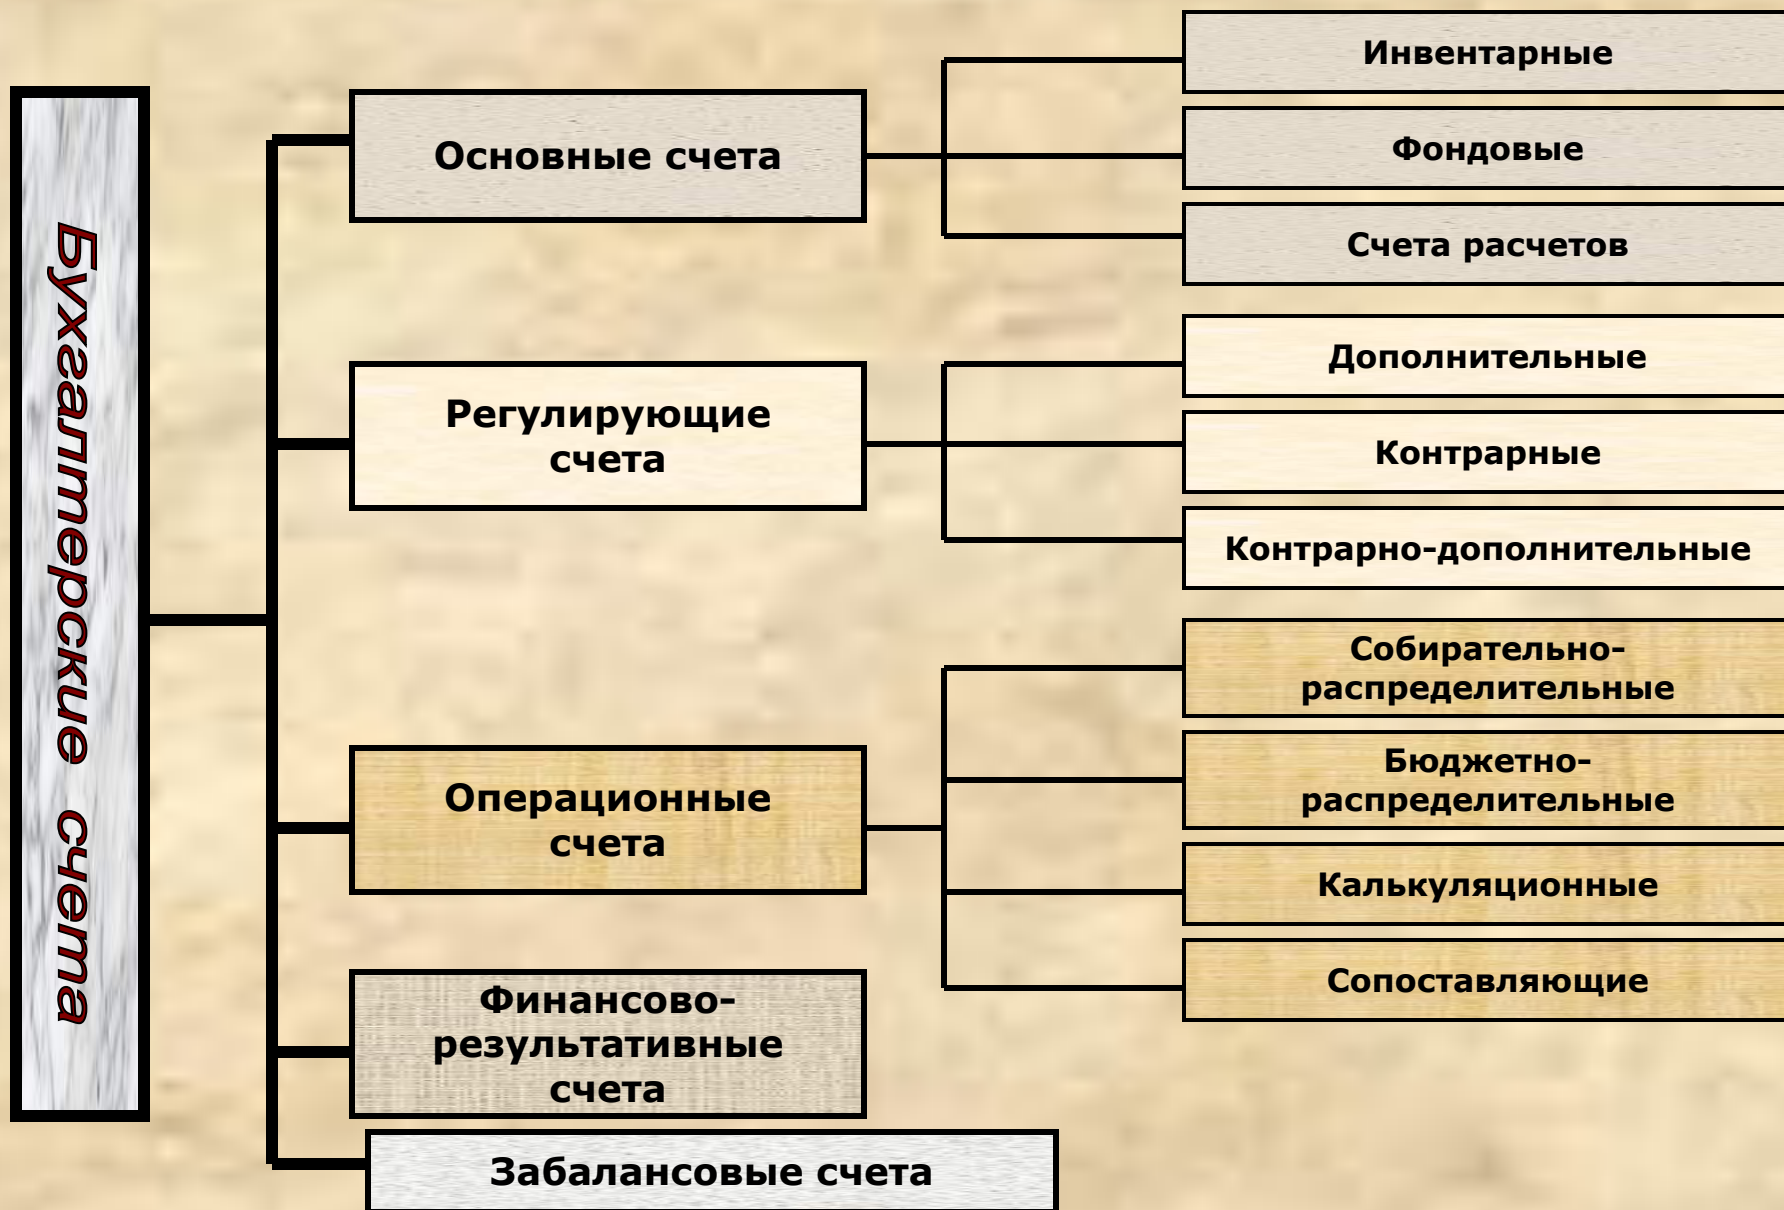 Бухгалтерские счета
Основные счета
Инвентарные
Фондовые
Счета расчетов
Регулирующие
счета
Дополнительные
Контрарные
Контрарно-дополнительные
Операционные
счета
Собирательно-
распределительные
Бюджетно-
распределительные
Калькуляционные
Сопоставляющие
Финансово-
результативные
счета
Забалансовые счета